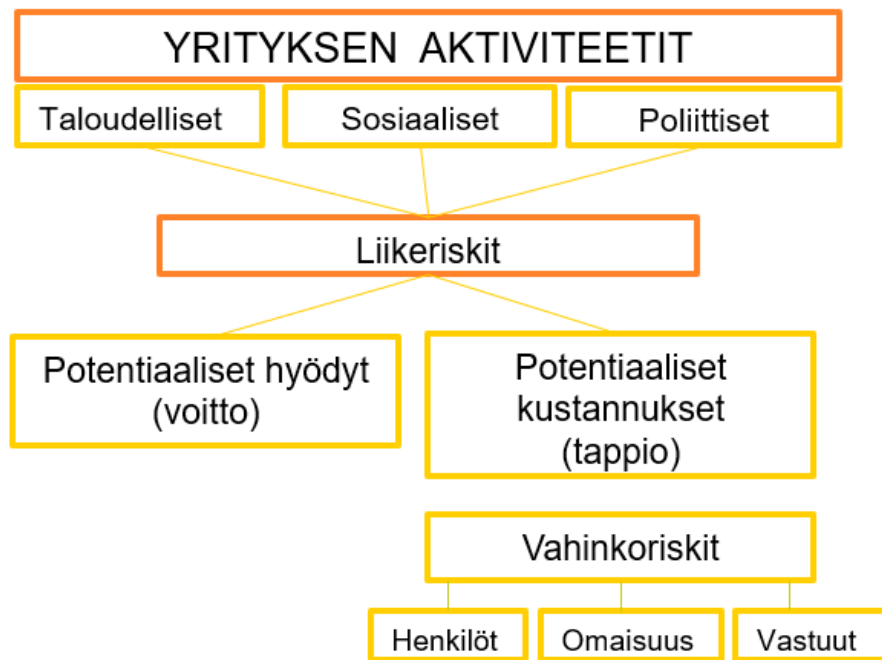 YRITYKSEN AKTIVITEETIT
Taloudelliset
Sosiaaliset
Poliittiset
Liikeriskit
Potentiaaliset hyödyt
(voitto)
Potentiaaliset
kustannukset
(tappio)
Vahinkoriskit
Henkilöt
Omaisuus
Vastuut